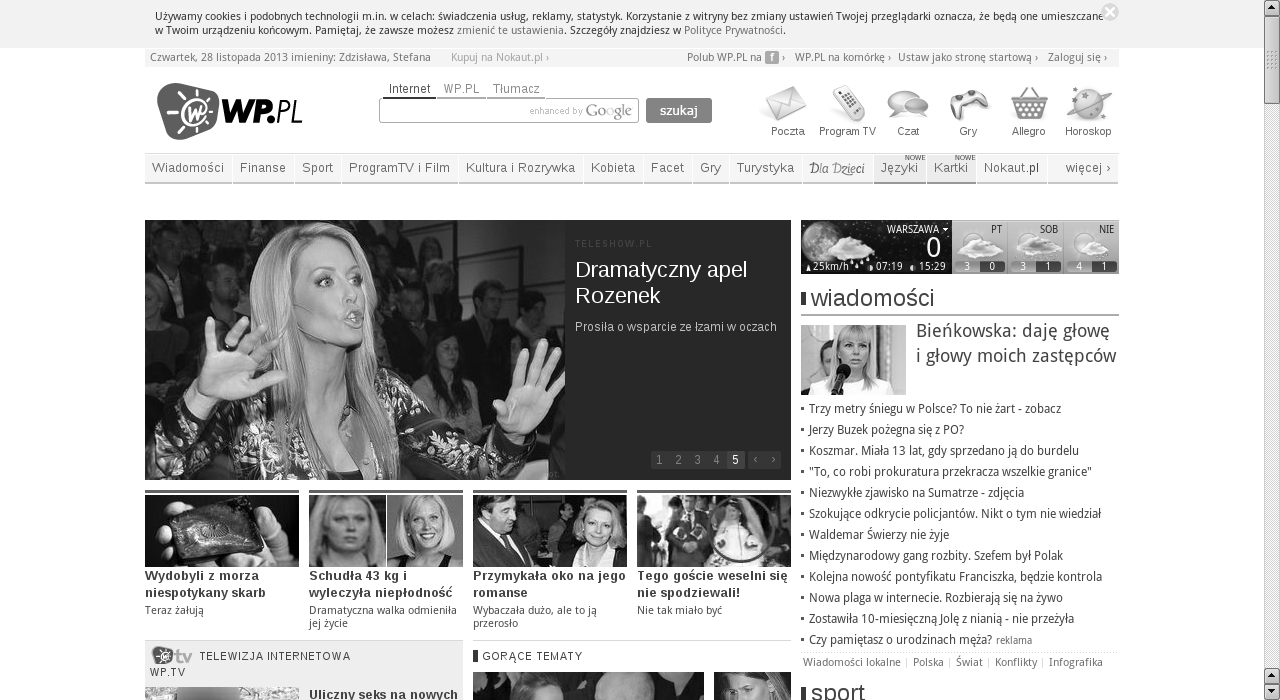 Używamy cookies i podobnych technologii m.in. w celach: świadczenia usług, reklamy, statystyk. Korzystanie z witryny bez zmiany ustawień Twojej przeglądarki oznacza, że będą one umieszczane
w Twoim urządzeniu końcowym. Pamiętaj, że zawsze możesz zmienić te ustawienia. Szczegóły znajdziesz w Polityce Prywatności.
Czwartek, 28 listopada 2013 imieniny: Zdzisława, Stefana Kupuj na Nokaut.pl › Polub WP.PL na f › WP.PL na komórkę › Ustaw jako stronę startową › Zaloguj się ›
Internet WP.PL Tłumacz
WP.PL
enhanced by Google szukaj
Poczta Program TV Czat Gry Allegro Horoskop
Wiadomości Finanse Sport ProgramTV i Film Kultura i Rozrywka Kobieta Facet Gry Turystyka Dla Dzieci Języki NOWE Kartki NOWE Nokaut.pl więcej ›
TELESHOW.PL
Dramatyczny apel
Rozenek
Prosiła o wsparcie ze łzami w oczach
1 2 3 4 5 ‹ ›
WARSZAWA PT SOB NIE
0
25km/h 07:19 15:29 3 0 3 1 4 1
wiadomości
Bieńkowska: daję głowę
i głowy moich zastępców
Trzy metry śniegu w Polsce? To nie żart - zobacz
Jerzy Buzek pożegna się z PO?
Koszmar. Miała 13 lat, gdy sprzedano ją do burdelu
"To, co robi prokuratura przekracza wszelkie granice"
Niezwykłe zjawisko na Sumatrze - zdjęcia
Szokujące odkrycie policjantów. Nikt o tym nie wiedział
Waldemar Świerzy nie żyje
Międzynarodowy gang rozbity. Szefem był Polak
Kolejna nowość pontyfikatu Franciszka, będzie kontrola
Nowa plaga w internecie. Rozbierają się na żywo
Zostawiła 10-miesięczną Jolę z nianią - nie przeżyła
Czy pamiętasz o urodzinach męża? reklama
Wiadomości lokalne Polska Świat Konflikty Infografika
sport
Wydobyli z morza
niespotykany skarb
Teraz żałują
Schudła 43 kg i
wyleczyła niepłodność
Dramatyczna walka odmieniła
jej życie
Przymykała oko na jego
romanse
Wybaczała dużo, ale to ją
przerosło
Tego goście weselni się
nie spodziewali!
Nie tak miało być
tv TELEWIZJA INTERNETOWA
WP.TV
Uliczny seks na nowych
GORĄCE TEMATY